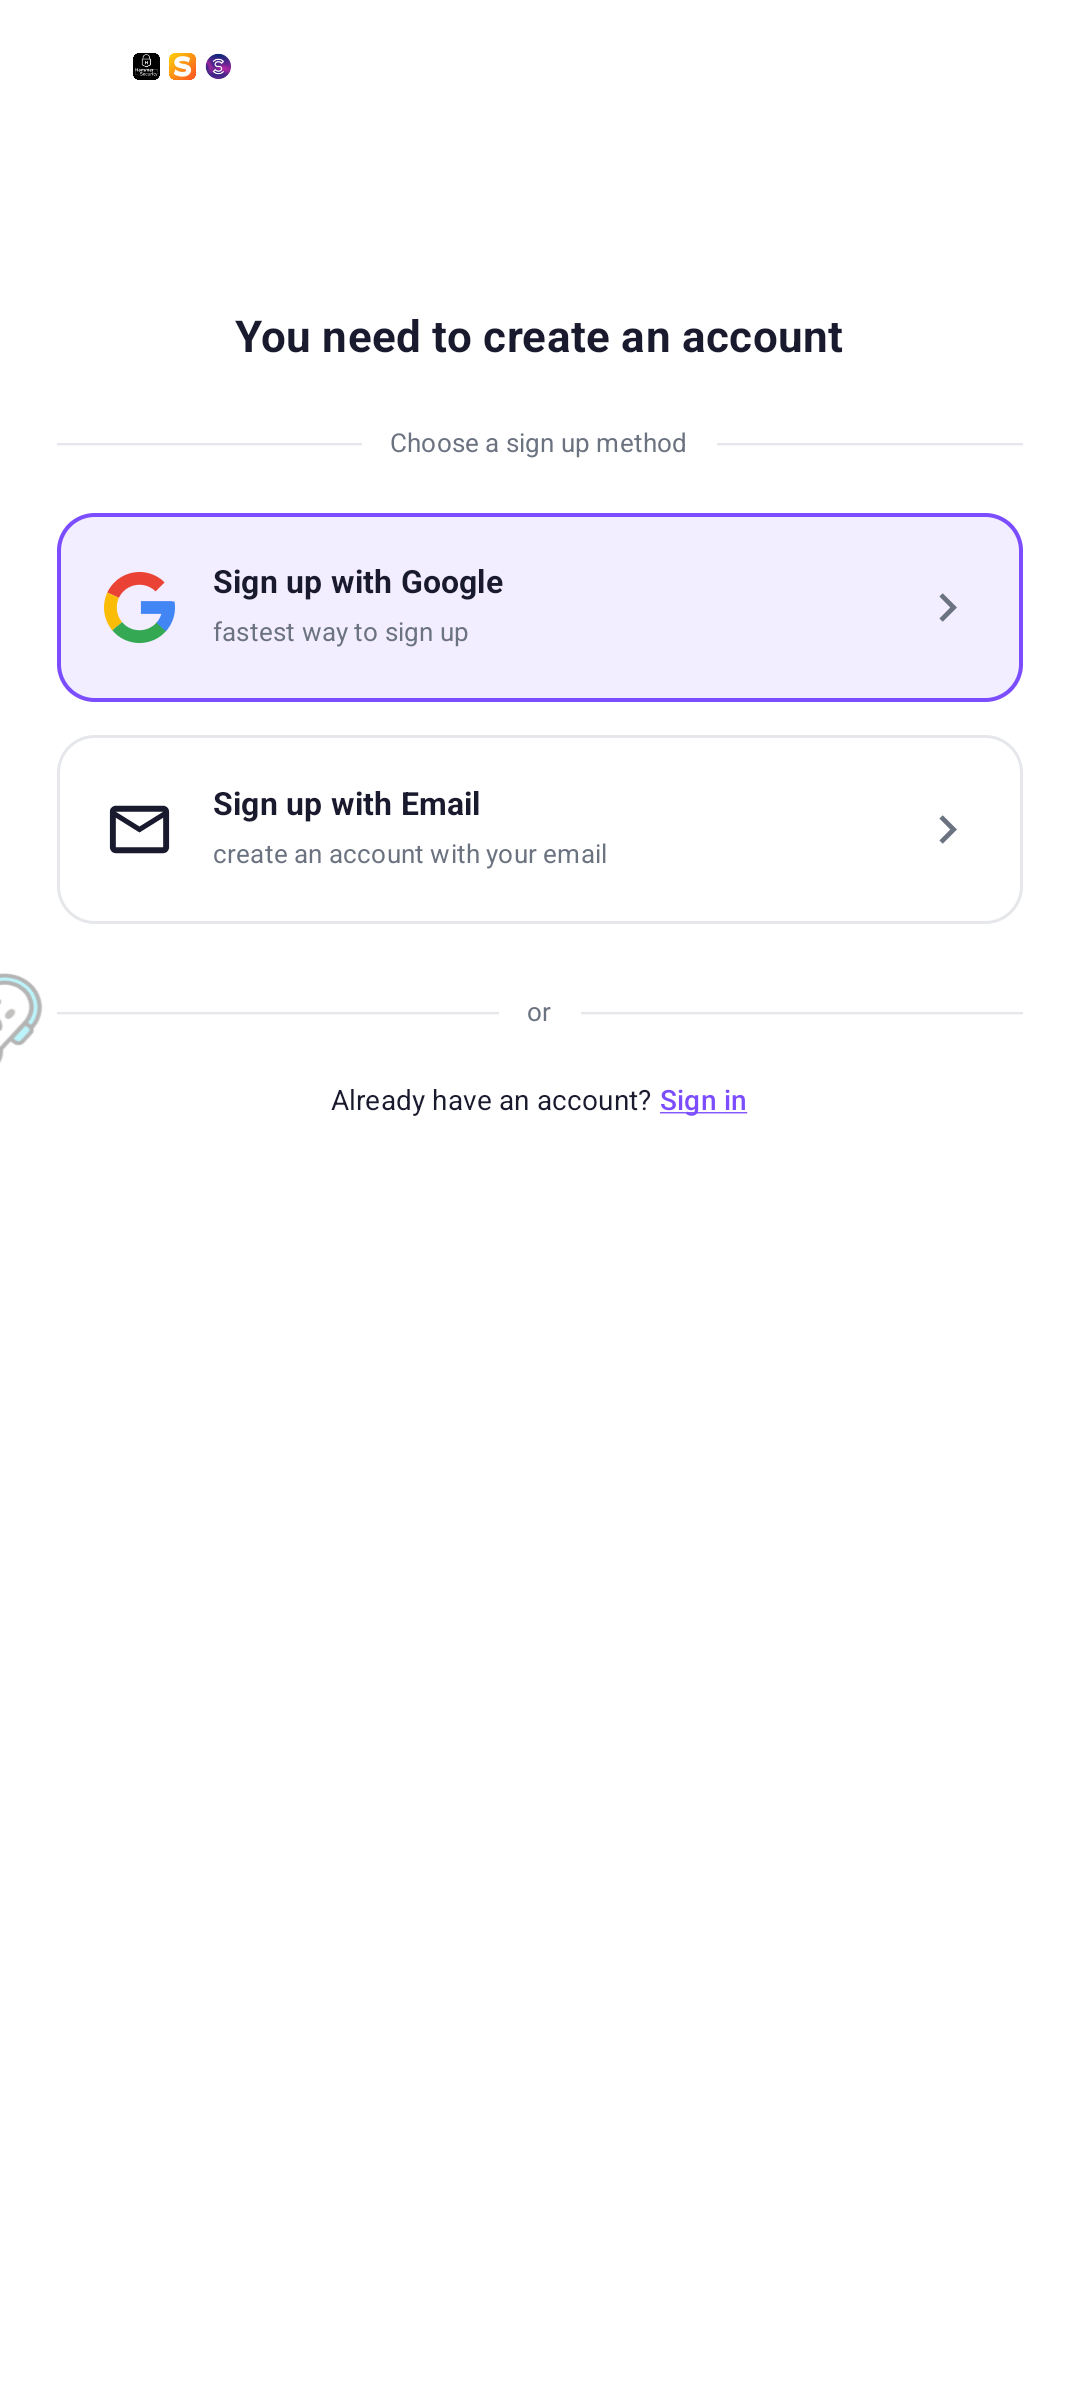 You need to create an account
Choose a sign up method
Sign up with Google
fastest way to sign up
Sign up with Email
create an account with your email
or
Already have an account? Sign in